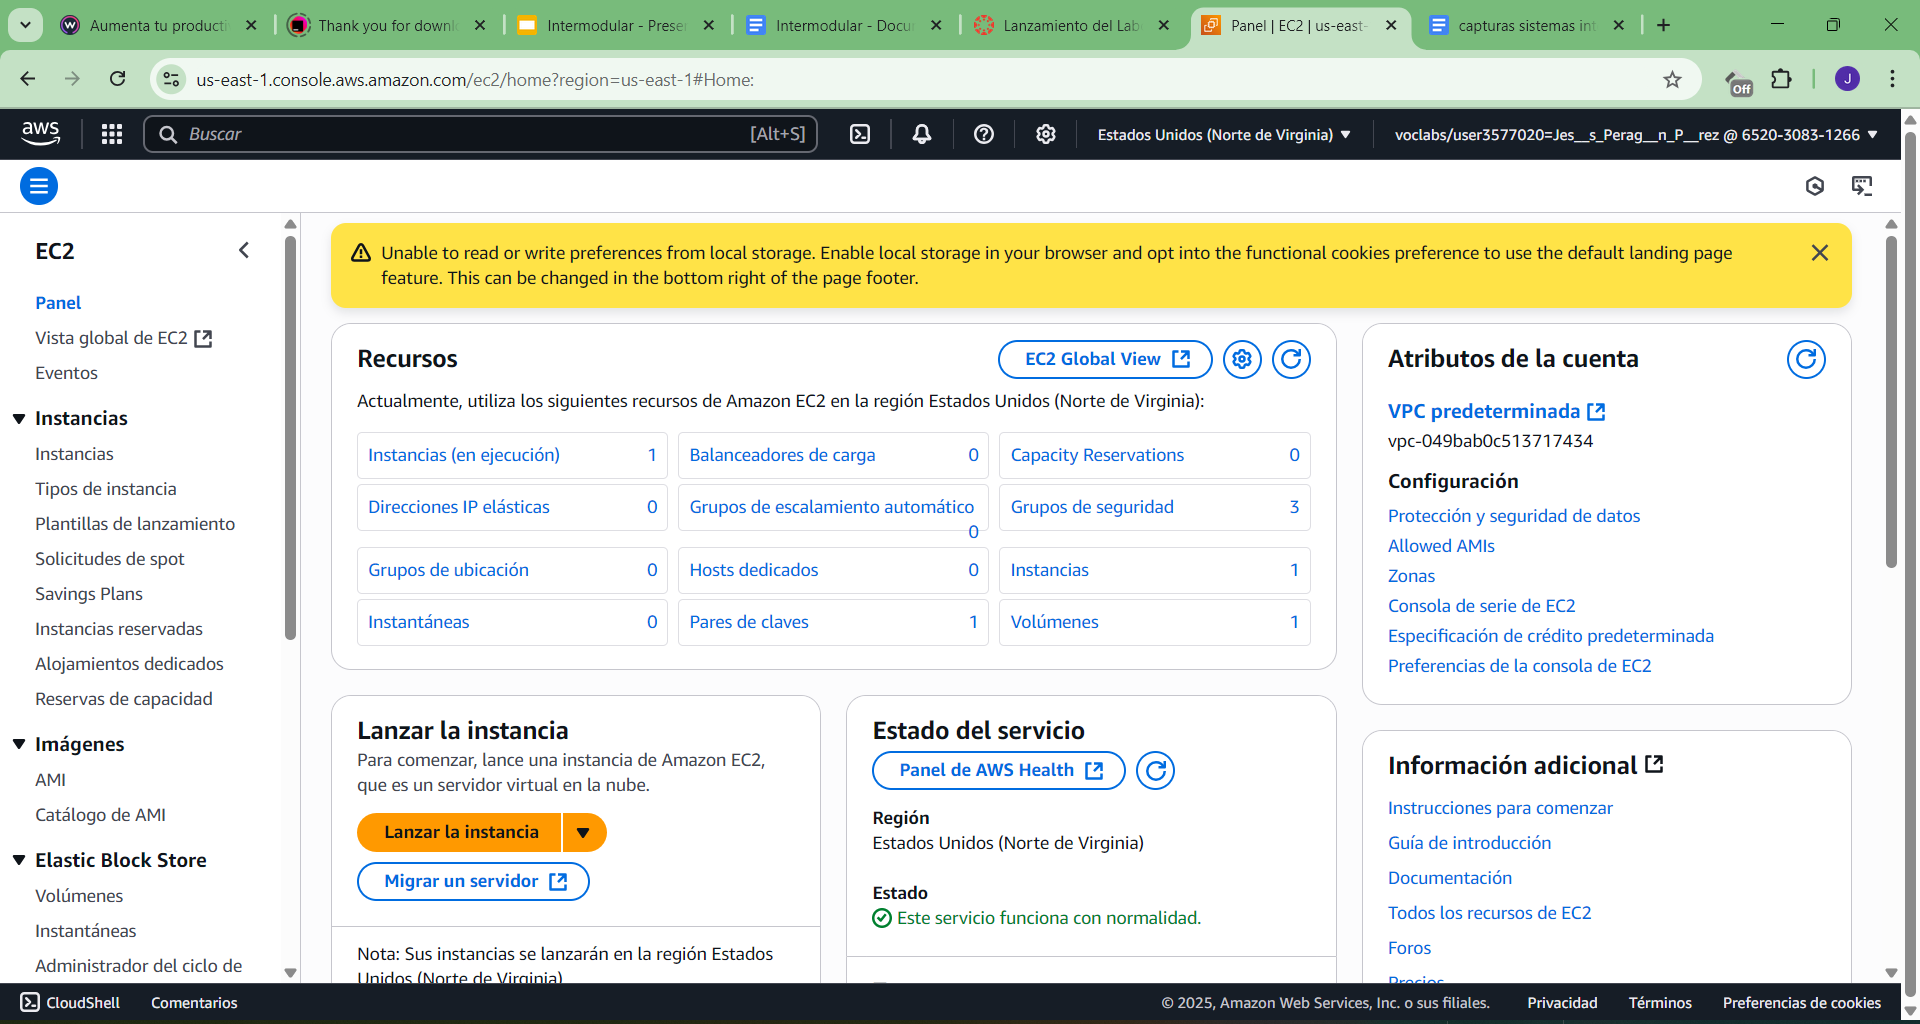 Aumenta tu producti
Thank you for downl
Intermodular - Presen
Intermodular - Docu
Lanzamiento del Lab
Panel | EC2 | us-east-
capturas sistemas int
us-east-1.console.aws.amazon.com/ec2/home?region=us-east-1#Home:
Off
J
aws
Buscar
[Alt+S]
Estados Unidos (Norte de Virginia)
voclabs/user3577020=Jes__s_Perag__n_P__rez @ 6520-3083-1266
EC2
Panel
Vista global de EC2
Eventos
Instancias
Instancias
Tipos de instancia
Plantillas de lanzamiento
Solicitudes de spot
Savings Plans
Instancias reservadas
Alojamientos dedicados
Reservas de capacidad
Imágenes
AMI
Catálogo de AMI
Elastic Block Store
Volúmenes
Instantáneas
Administrador del ciclo de
Unable to read or write preferences from local storage. Enable local storage in your browser and opt into the functional cookies preference to use the default landing page
feature. This can be changed in the bottom right of the page footer.
Recursos
EC2 Global View
Actualmente, utiliza los siguientes recursos de Amazon EC2 en la región Estados Unidos (Norte de Virginia):
Instancias (en ejecución) 1
Balanceadores de carga 0
Capacity Reservations 0
Direcciones IP elásticas 0
Grupos de escalamiento automático
0
Grupos de seguridad 3
Grupos de ubicación 0
Hosts dedicados 0
Instancias 1
Instantáneas 0
Pares de claves 1
Volúmenes 1
Lanzar la instancia
Para comenzar, lance una instancia de Amazon EC2,
que es un servidor virtual en la nube.
Lanzar la instancia
Migrar un servidor
Nota: Sus instancias se lanzarán en la región Estados
Unidos (Norte de Virginia)
Estado del servicio
Panel de AWS Health
Región
Estados Unidos (Norte de Virginia)
Estado
Este servicio funciona con normalidad.
Atributos de la cuenta
VPC predeterminada
vpc-049bab0c513717434
Configuración
Protección y seguridad de datos
Allowed AMIs
Zonas
Consola de serie de EC2
Especificación de crédito predeterminada
Preferencias de la consola de EC2
Información adicional
Instrucciones para comenzar
Guía de introducción
Documentación
Todos los recursos de EC2
Foros
Precios
CloudShell
Comentarios
© 2025, Amazon Web Services, Inc. o sus filiales.
Privacidad
Términos
Preferencias de cookies